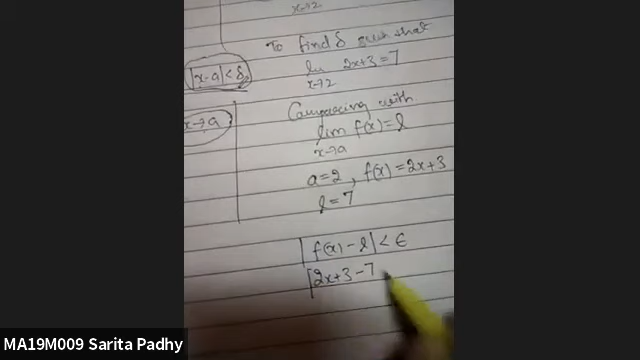 x→2
To find δ such that
lim 2x+3=7
x→2
|x-a|<δ
Comparing with
x→a
lim f(x)=l
x→a
a=2, f(x)=2x+3
l=7
|f(x)-l|<ϵ
|2x+3-7
MA19M009 Sarita Padhy